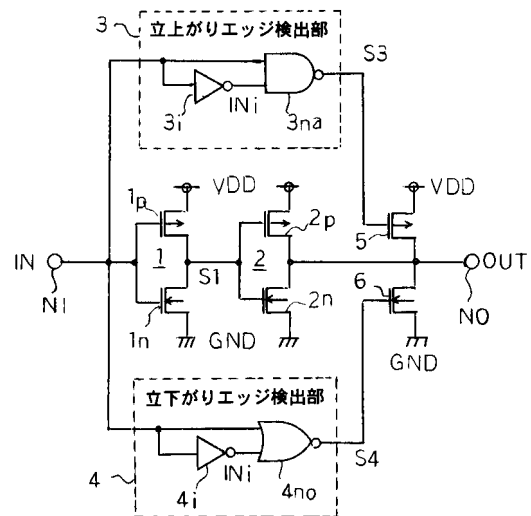 3
立上がりエッジ検出部
S3
3i
INi
3na
1p
VDD
2p
VDD
5
IN
1
S1
2
OUT
NI
6
NO
1n
GND
2n
GND
立下がりエッジ検出部
4
4i
INi
4no
S4